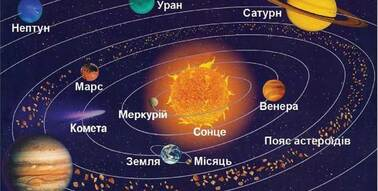 Уран
Сатурн
Нептун
Марс
Меркурій
Венера
Комета
Сонце
Пояс астероїдів
Земля
Місяць